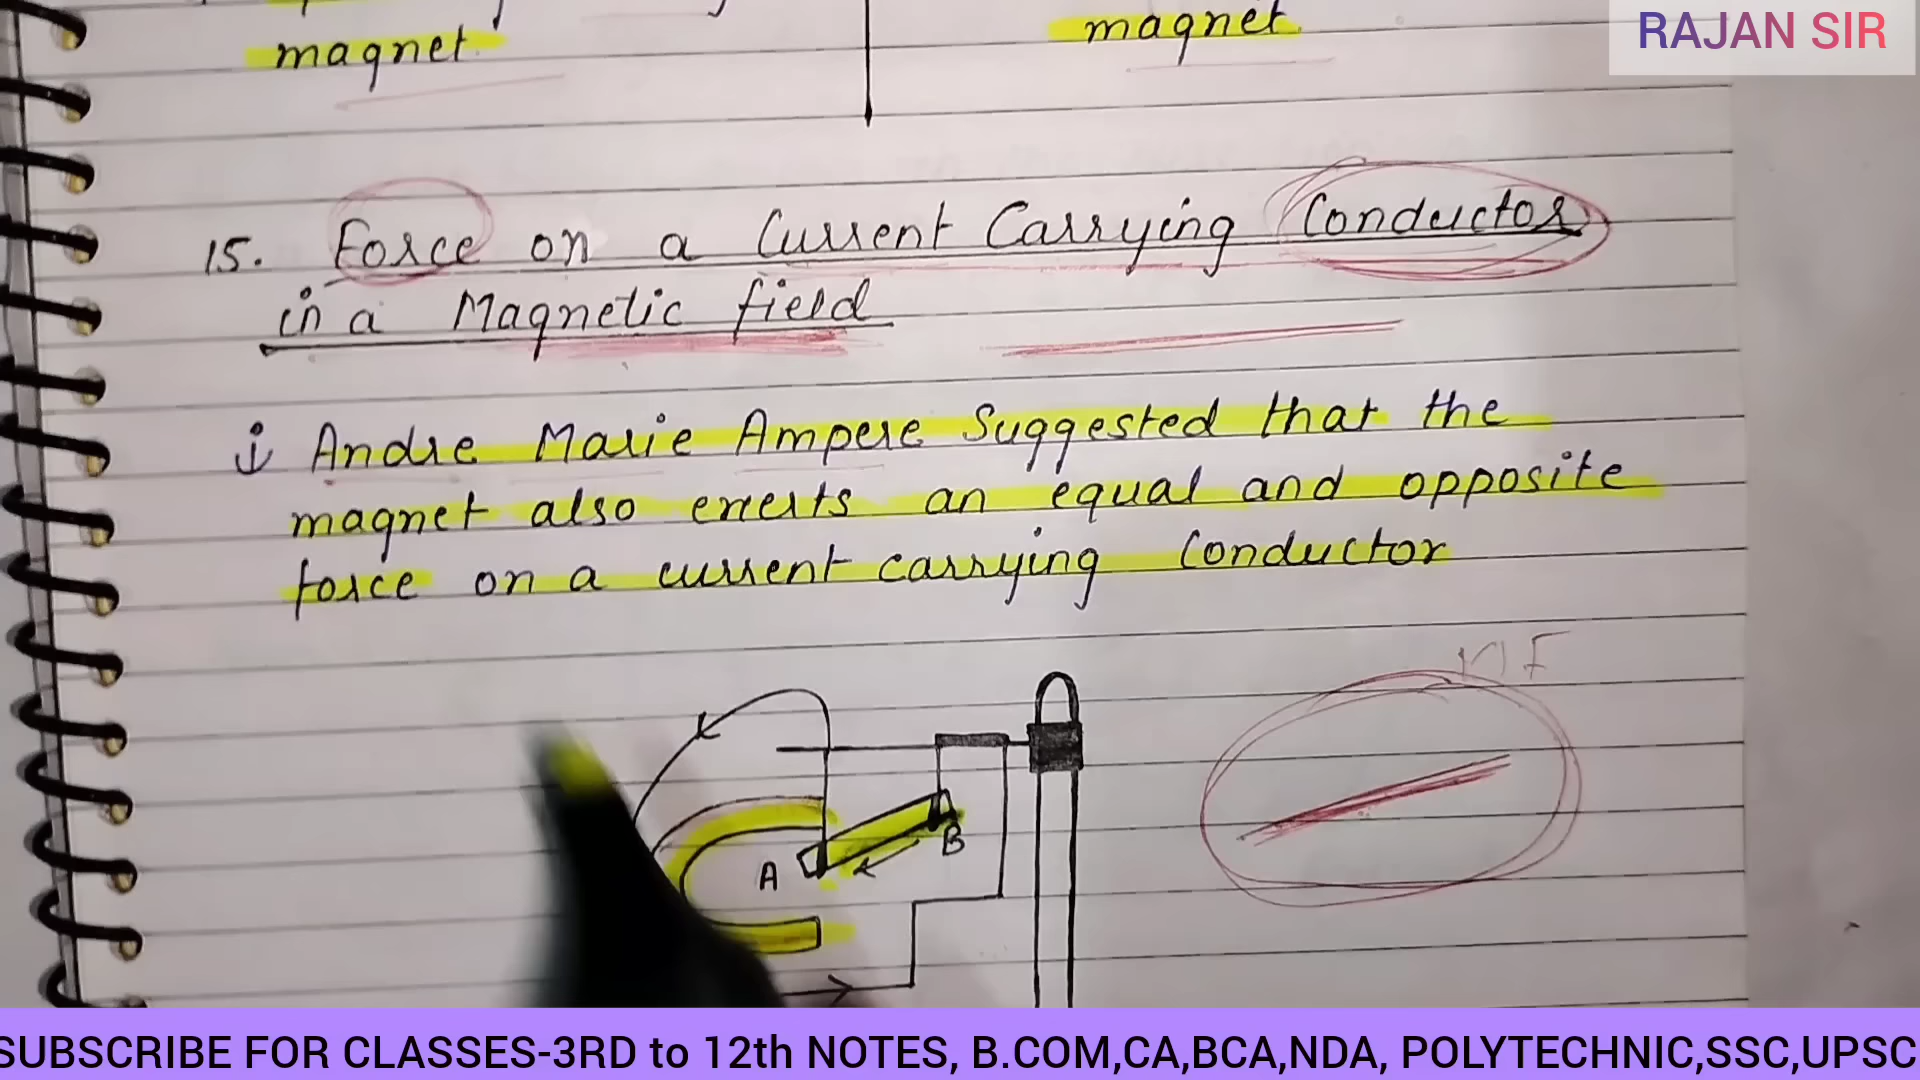 magnet
magnet
RAJAN SIR
15. Force on a Current Carrying Conductor
in a Magnetic field
i Andre Marie Ampere Suggested that the
magnet also exerts an equal and opposite
force on a current carrying Conductor
MF
A
B
SUBSCRIBE FOR CLASSES-3RD to 12th NOTES, B.COM,CA,BCA,NDA, POLYTECHNIC,SSC,UPSC